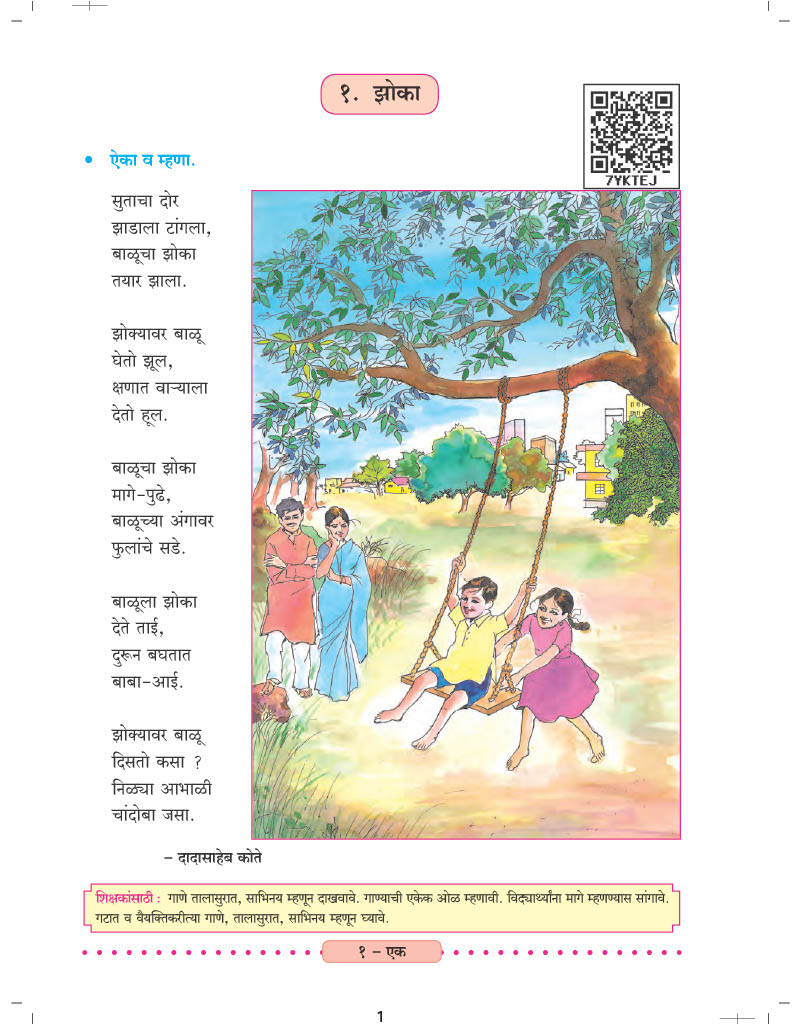 १. झोका
7YKTEJ
• ऐका व म्हणा.
सुताचा दोर
झाडाला टांगला,
बाळूचा झोका
तयार झाला.
झोक्यावर बाळू
घेतो झूल,
क्षणात वाऱ्याला
देतो हूल.
बाळूचा झोका
मागे-पुढे,
बाळूच्या अंगावर
फुलांचे सडे.
बाळूला झोका
देते ताई,
दुरून बघतात
बाबा-आई.
झोक्यावर बाळू
दिसतो कसा ?
निळ्या आभाळी
चांदोबा जसा.
– दादासाहेब कोते
शिक्षकांसाठी : गाणे तालासुरात, साभिनय म्हणून दाखवावे. गाण्याची एकेक ओळ म्हणावी. विद्यार्थ्यांना मागे म्हणण्यास सांगावे.
गटात व वैयक्तिकरीत्या गाणे, तालासुरात, साभिनय म्हणून घ्यावे.
१ – एक
1